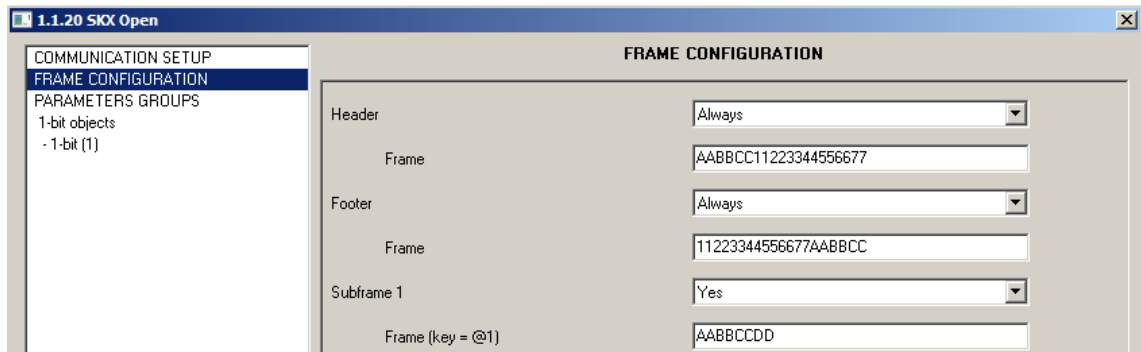 1.1.20 SKX Open
COMMUNICATION SETUP
FRAME CONFIGURATION
PARAMETERS GROUPS
1-bit objects
- 1-bit (1)
FRAME CONFIGURATION
Header Always
Frame AABBCC11223344556677
Footer Always
Frame 11223344556677AABBCC
Subframe 1 Yes
Frame (key = @1) AABBCCDD